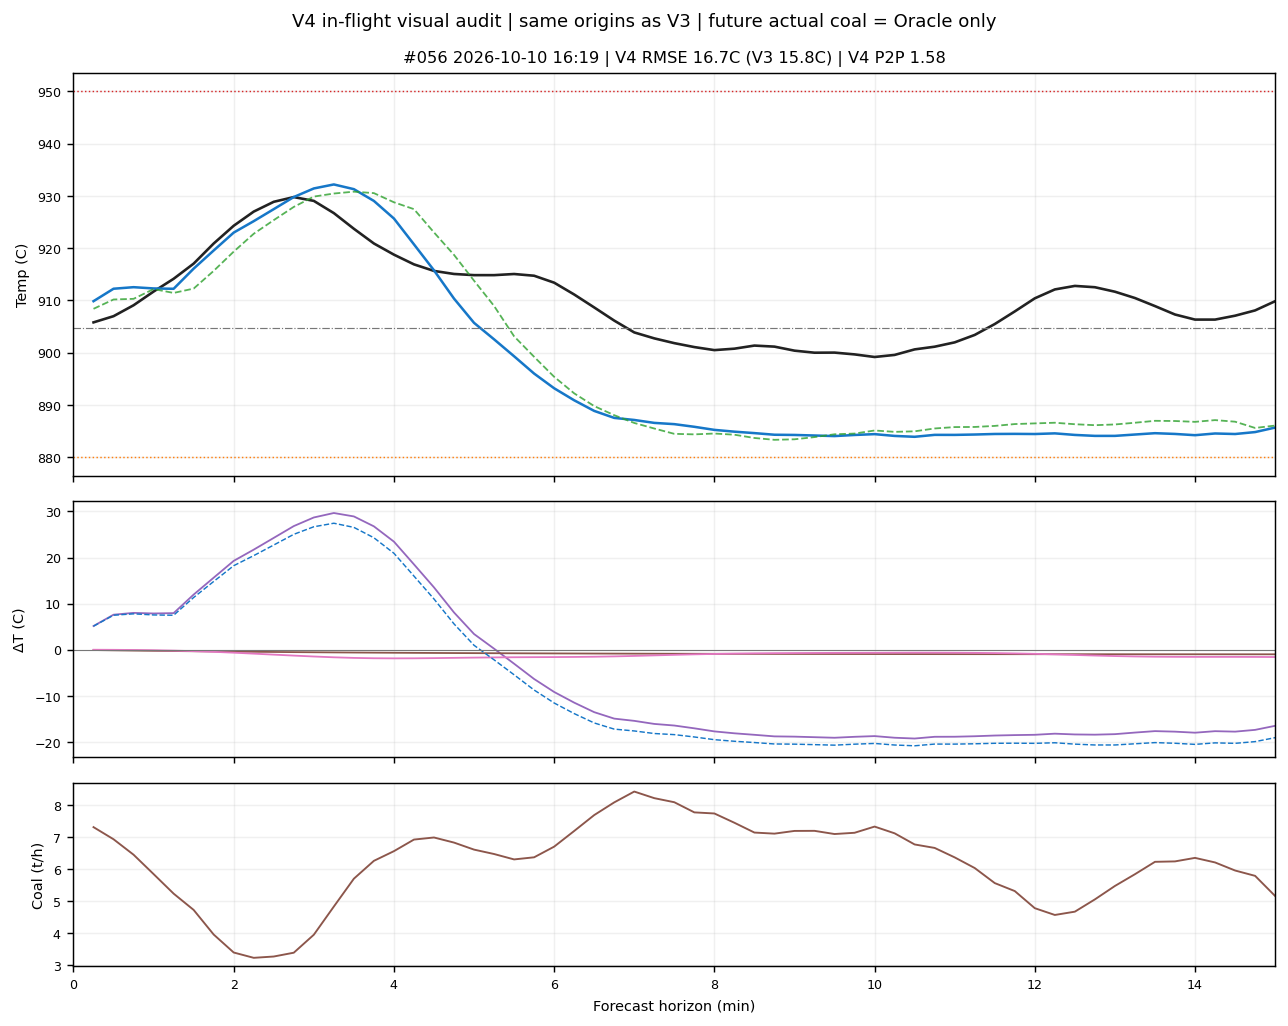 V4 in-flight visual audit | same origins as V3 | future actual coal = Oracle only
#056 2026-10-10 16:19 | V4 RMSE 16.7C (V3 15.8C) | V4 P2P 1.58
950
940
930
920
910
900
890
880
Temp (C)
30
20
10
0
−10
−20
ΔT (C)
8
7
6
5
4
3
Coal (t/h)
0 2 4 6 8 10 12 14
Forecast horizon (min)